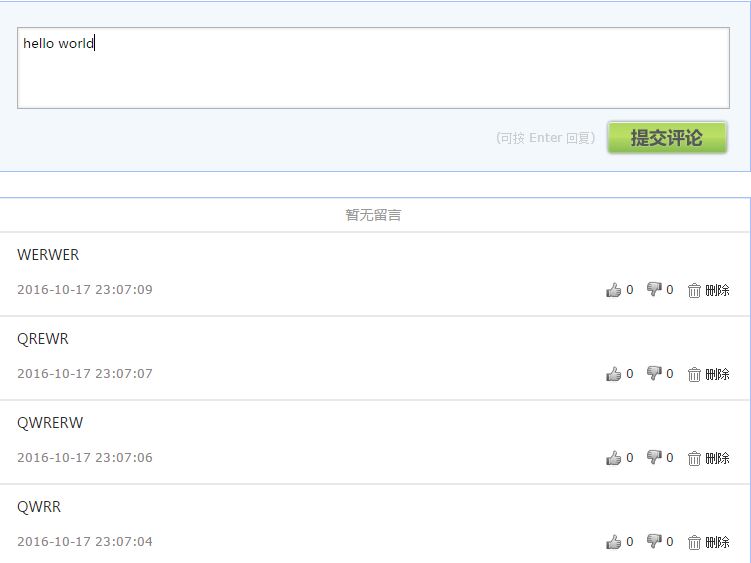 hello world
(可按 Enter 回复) 提交评论
暂无留言
WERWER
2016-10-17 23:07:09 0 0 删除
QREWR
2016-10-17 23:07:07 0 0 删除
QWRERW
2016-10-17 23:07:06 0 0 删除
QWRR
2016-10-17 23:07:04 0 0 删除